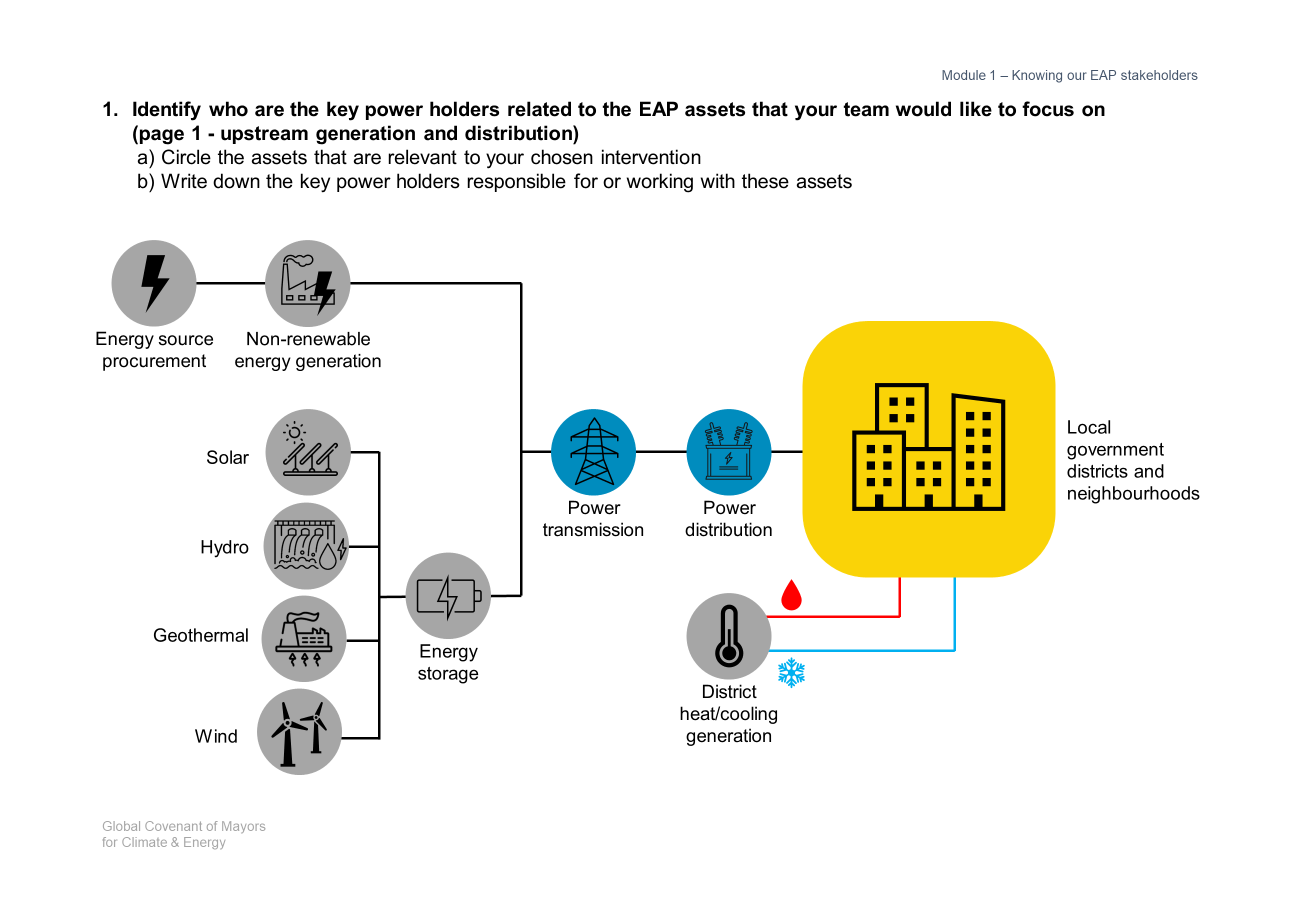 Module 1 – Knowing our EAP stakeholders
1. Identify who are the key power holders related to the EAP assets that your team would like to focus on
(page 1 - upstream generation and distribution)
a) Circle the assets that are relevant to your chosen intervention
b) Write down the key power holders responsible for or working with these assets
Energy source
procurement
Non-renewable
energy generation
Solar
Hydro
Geothermal
Wind
Energy
storage
Power
transmission
Power
distribution
Local
government
districts and
neighbourhoods
District
heat/cooling
generation
Global Covenant of Mayors
for Climate & Energy